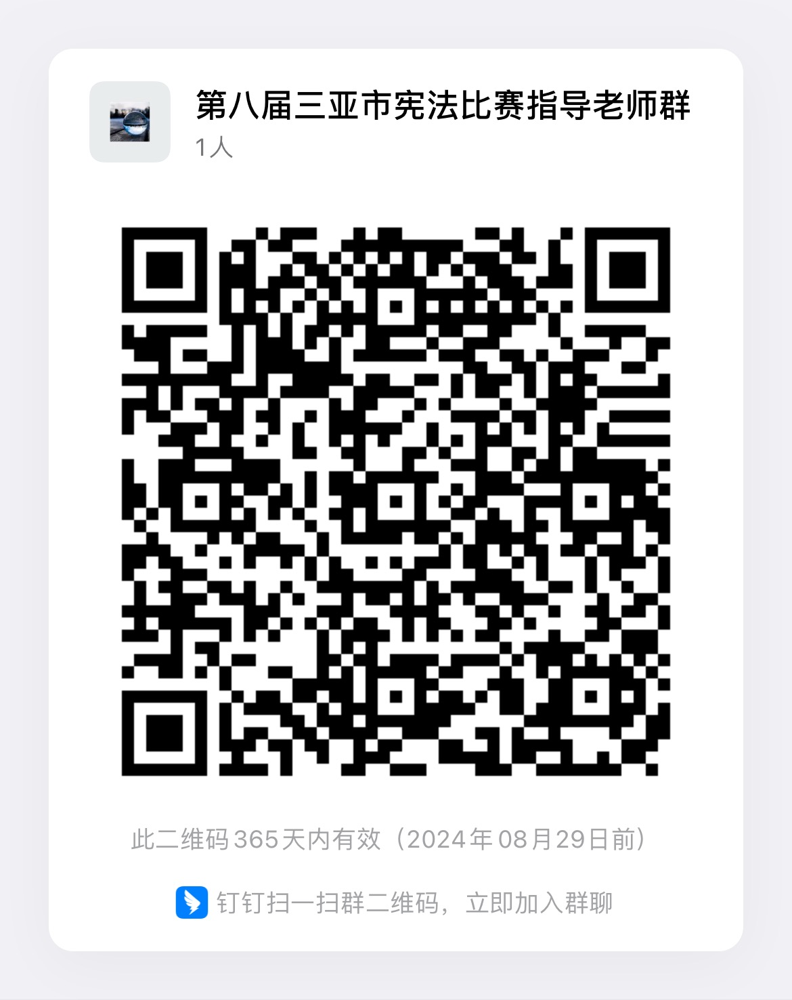 第八届三亚市宪法比赛指导老师群
1人
此二维码365天内有效（2024年08月29日前）
钉钉扫一扫群二维码，立即加入群聊